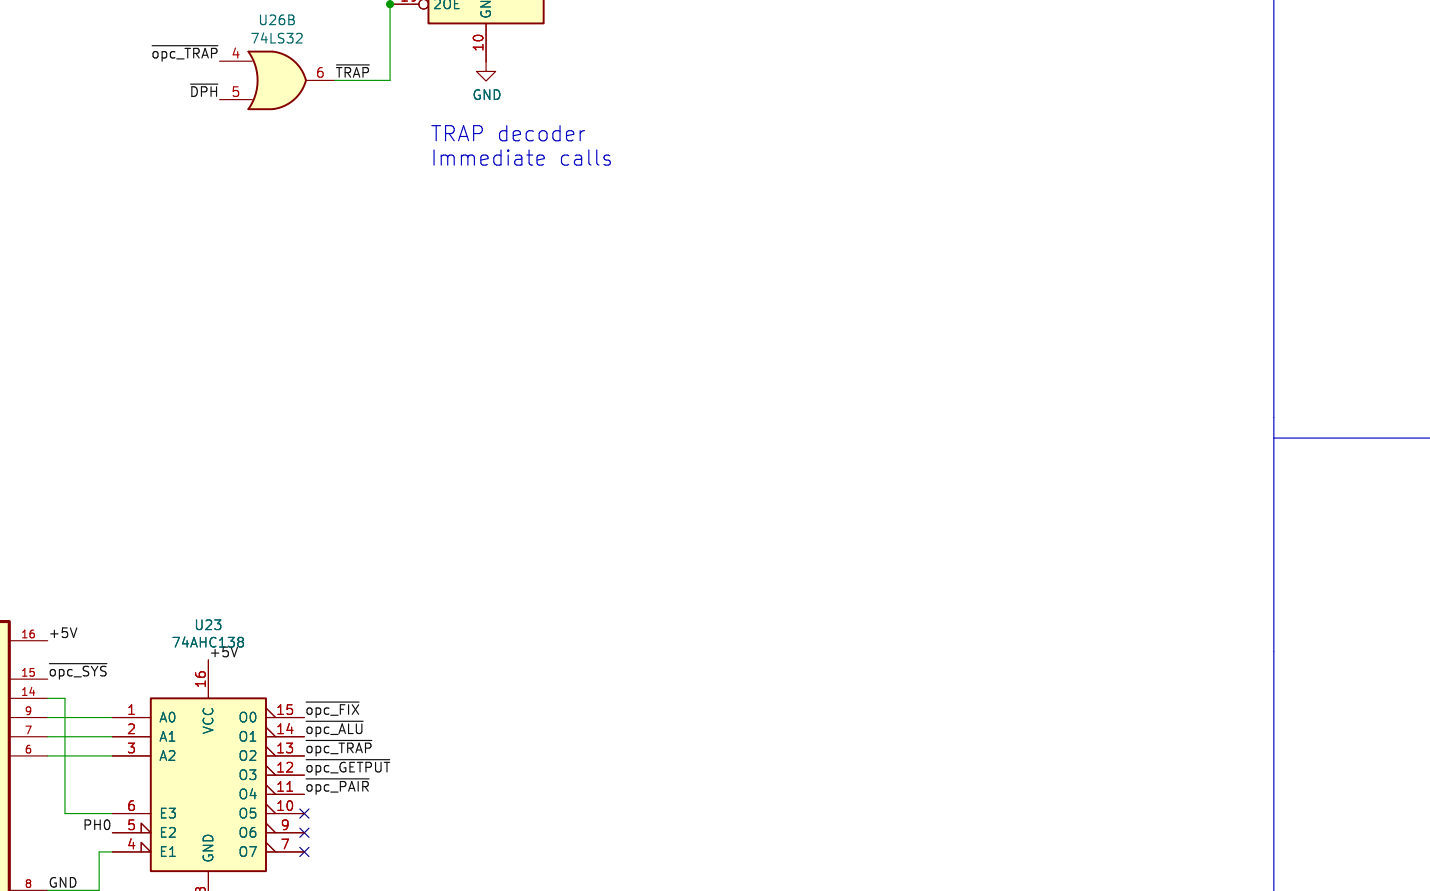 U26B
74LS32
opc_TRAP
4
DPH
5
6
TRAP
2OE
10
GND
TRAP decoder
Immediate calls
16
+5V
15
opc_SYS
14
9
7
6
8
GND
U23
74AHC138
+5V
16
VCC
GND
1
A0
2
A1
3
A2
6
E3
PH0
5
E2
4
E1
O0
15
opc_FIX
O1
14
opc_ALU
O2
13
opc_TRAP
O3
12
opc_GETPUT
O4
11
opc_PAIR
O5
10
O6
9
O7
7